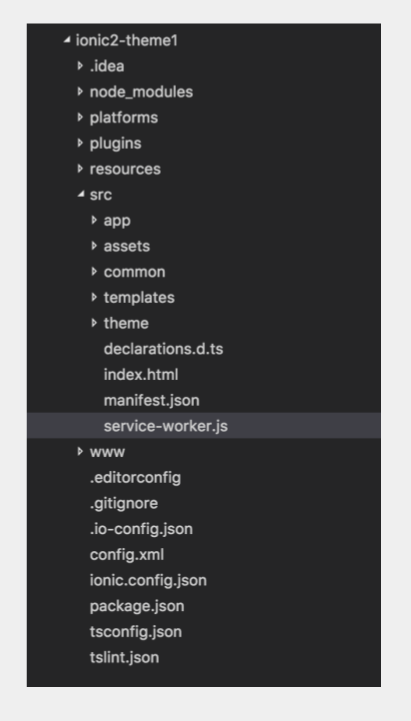 ionic2-theme1
.idea
node_modules
platforms
plugins
resources
src
app
assets
common
templates
theme
declarations.d.ts
index.html
manifest.json
service-worker.js
www
.editorconfig
.gitignore
.io-config.json
config.xml
ionic.config.json
package.json
tsconfig.json
tslint.json